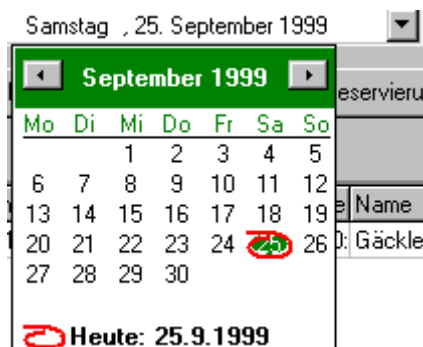 Samstag , 25. September 1999
September 1999
eservieru
Mo Di Mi Do Fr Sa So
1 2 3 4 5
6 7 8 9 10 11 12
13 14 15 16 17 18 19
Name
20 21 22 23 24 25 26
0: Gäckle
27 28 29 30
Heute: 25.9.1999